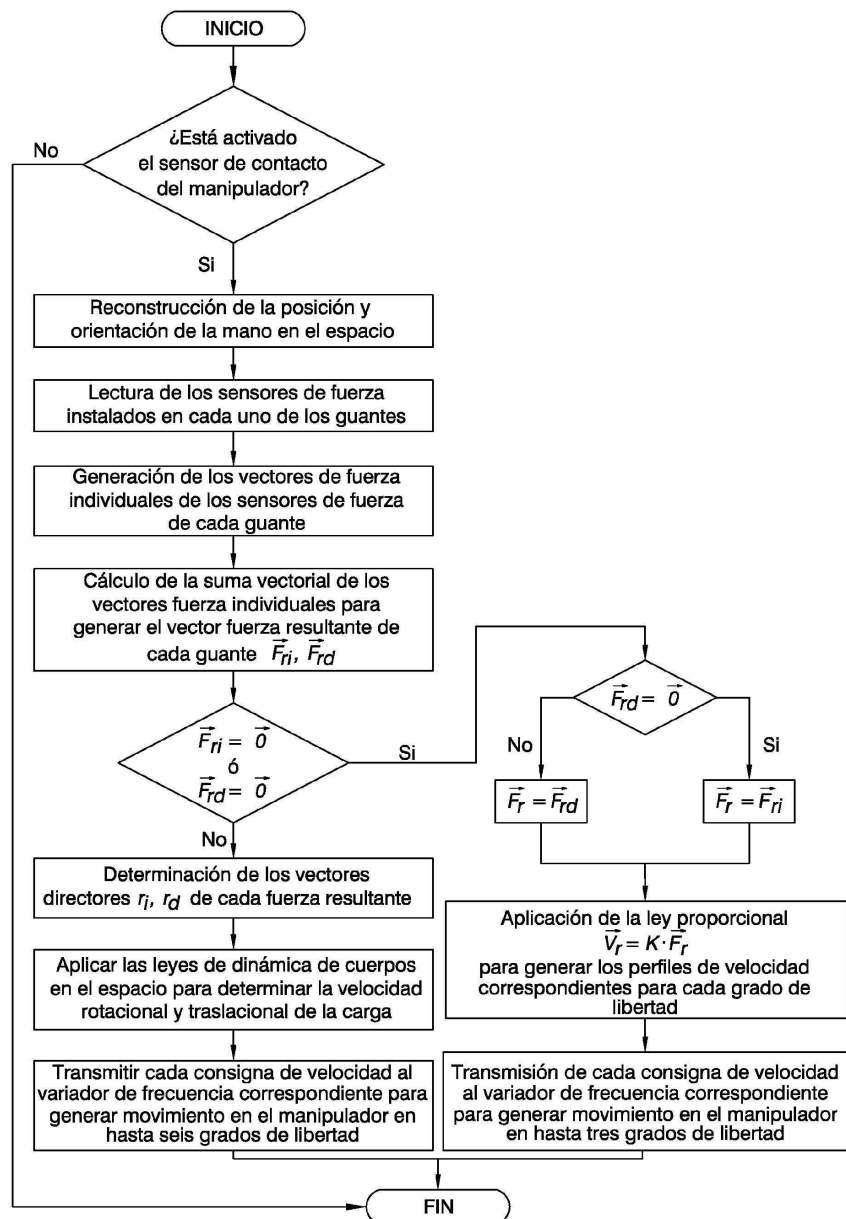 INICIO
¿Está activado
el sensor de contacto
del manipulador?
No
Si
Reconstrucción de la posición y
orientación de la mano en el espacio
Lectura de los sensores de fuerza
instalados en cada uno de los guantes
Generación de los vectores de fuerza
individuales de los sensores de fuerza
de cada guante
Cálculo de la suma vectorial de los
vectores fuerza individuales para
generar el vector fuerza resultante de
cada guante F⃗ri, F⃗rd
F⃗ri = 0⃗
ó
F⃗rd = 0⃗
Si
No
Determinación de los vectores
directores ri, rd de cada fuerza resultante
Aplicar las leyes de dinámica de cuerpos
en el espacio para determinar la velocidad
rotacional y traslacional de la carga
Transmitir cada consigna de velocidad al
variador de frecuencia correspondiente para
generar movimiento en el manipulador en
hasta seis grados de libertad
F⃗rd = 0⃗
No
Si
F⃗r = F⃗rd
F⃗r = F⃗ri
Aplicación de la ley proporcional
V⃗r = K · F⃗r
para generar los perfiles de velocidad
correspondientes para cada grado de
libertad
Transmisión de cada consigna de velocidad
al variador de frecuencia correspondiente
para generar movimiento en el manipulador
en hasta tres grados de libertad
FIN